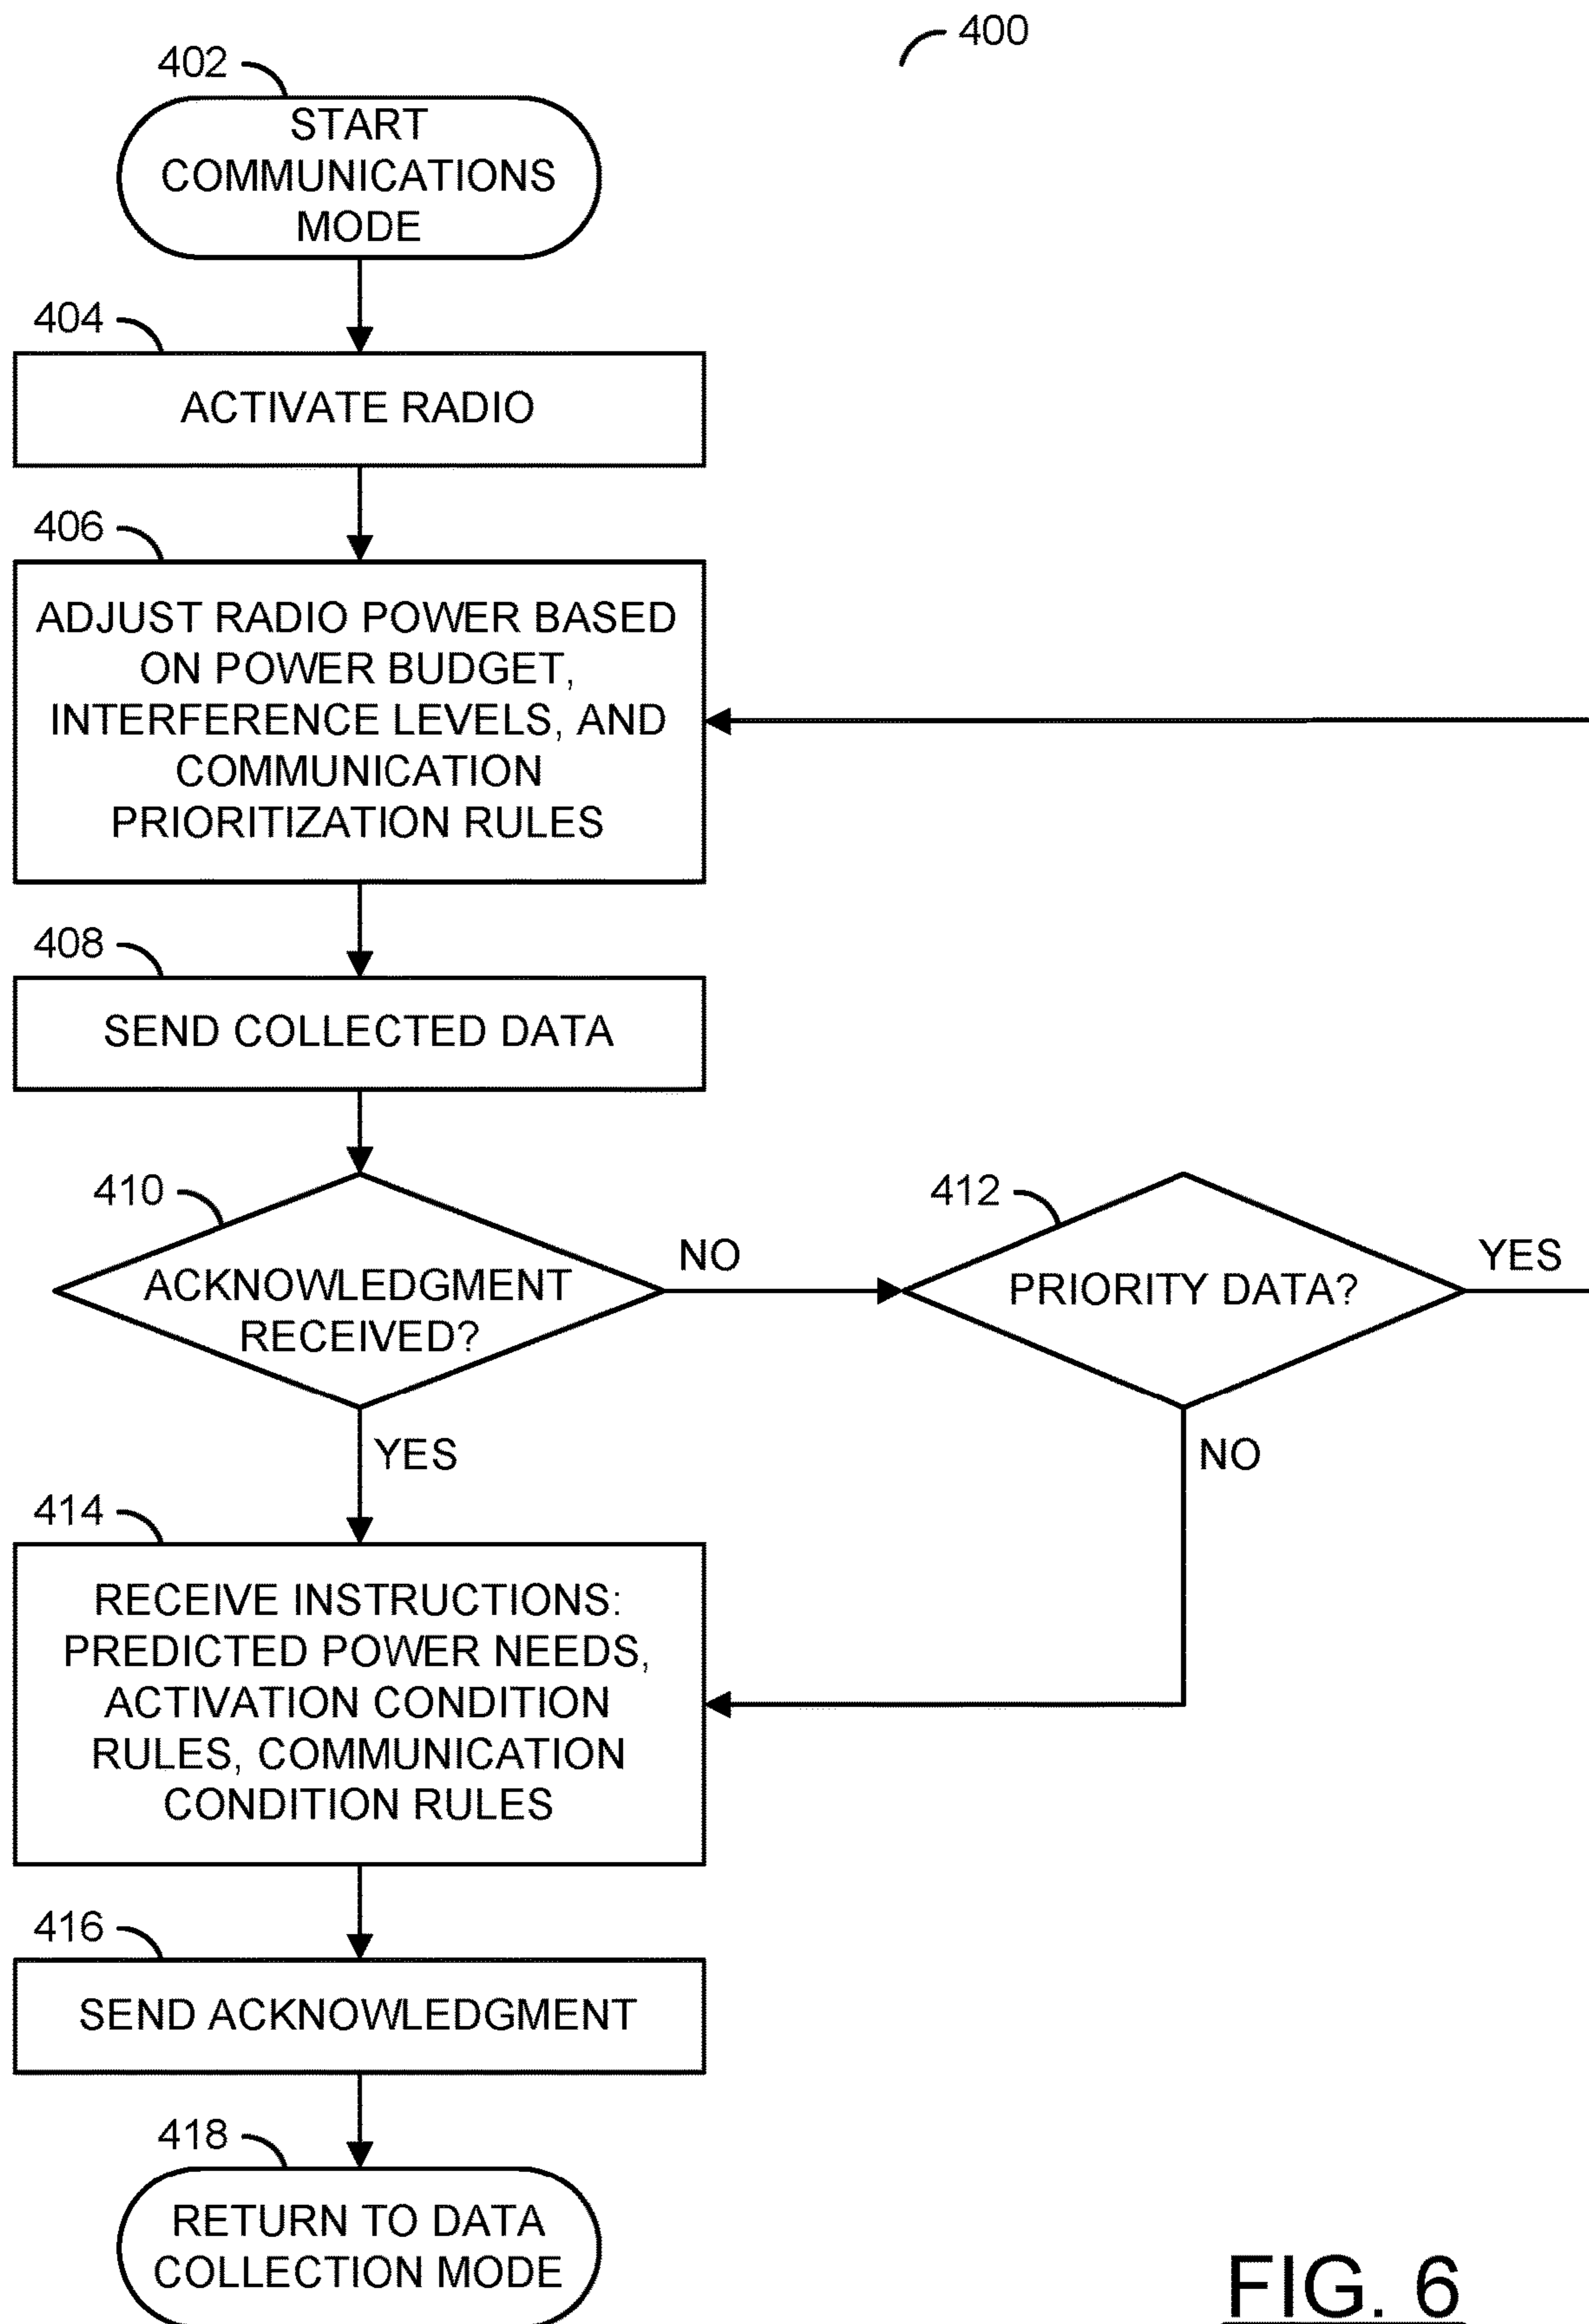 400
402
START
COMMUNICATIONS
MODE
404
ACTIVATE RADIO
406
ADJUST RADIO POWER BASED
ON POWER BUDGET,
INTERFERENCE LEVELS, AND
COMMUNICATION
PRIORITIZATION RULES
408
SEND COLLECTED DATA
410
ACKNOWLEDGMENT
RECEIVED?
NO
412
PRIORITY DATA?
YES
YES
NO
414
RECEIVE INSTRUCTIONS:
PREDICTED POWER NEEDS,
ACTIVATION CONDITION
RULES, COMMUNICATION
CONDITION RULES
416
SEND ACKNOWLEDGMENT
418
RETURN TO DATA
COLLECTION MODE
FIG. 6